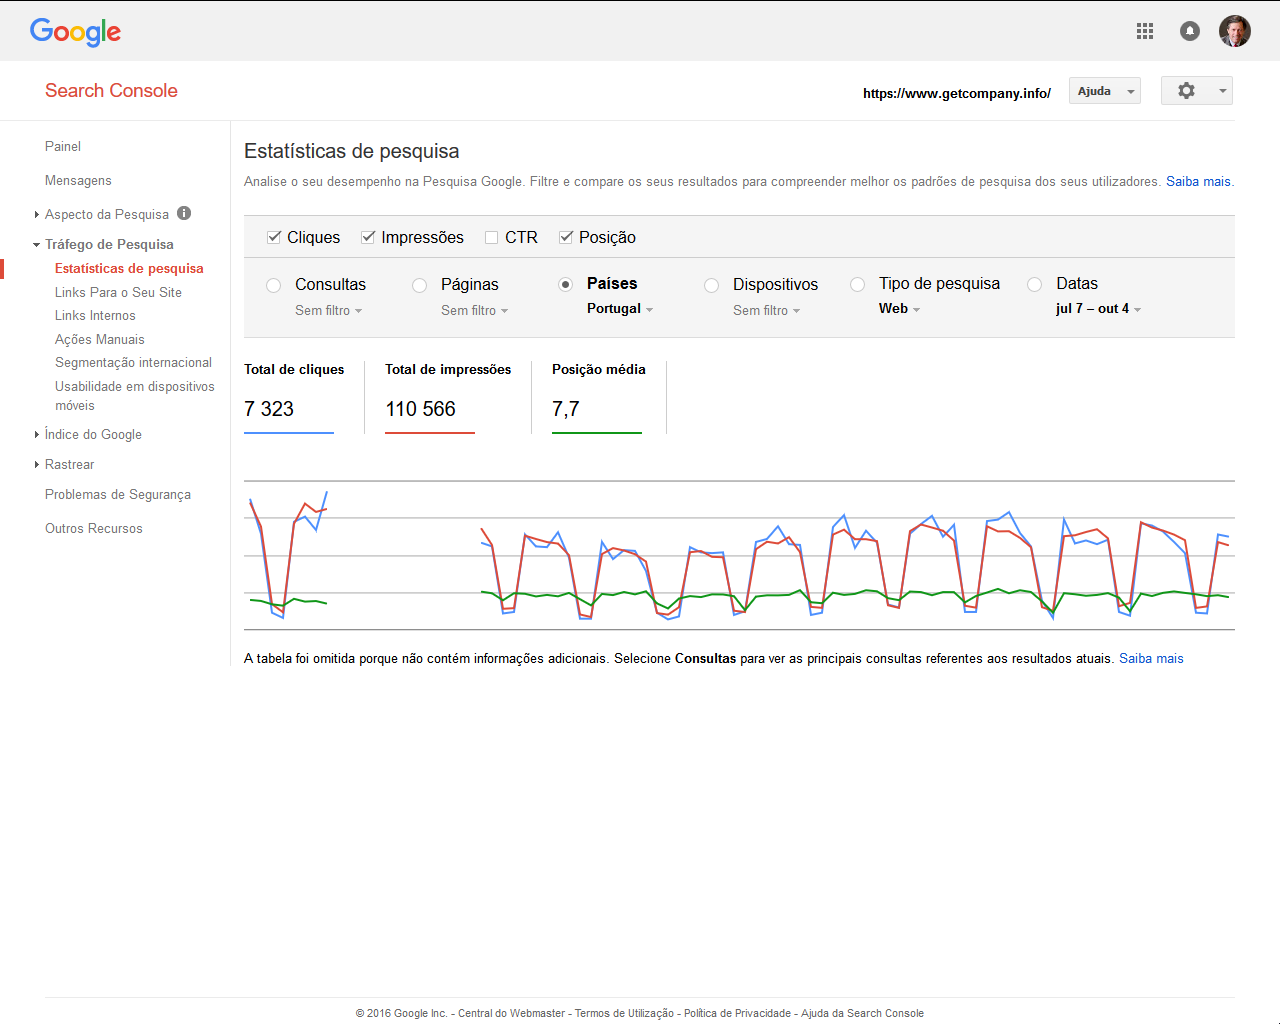 Google
Search Console
https://www.getcompany.info/
Ajuda
Painel
Mensagens
Aspecto da Pesquisa
Tráfego de Pesquisa
Estatísticas de pesquisa
Links Para o Seu Site
Links Internos
Ações Manuais
Segmentação internacional
Usabilidade em dispositivos
móveis
Índice do Google
Rastrear
Problemas de Segurança
Outros Recursos
Estatísticas de pesquisa
Analise o seu desempenho na Pesquisa Google. Filtre e compare os seus resultados para compreender melhor os padrões de pesquisa dos seus utilizadores. Saiba mais.
Cliques Impressões CTR Posição
Consultas Páginas Países Dispositivos Tipo de pesquisa Datas
Sem filtro Sem filtro Portugal Sem filtro Web jul 7 – out 4
Total de cliques Total de impressões Posição média
7 323 110 566 7,7
A tabela foi omitida porque não contém informações adicionais. Selecione Consultas para ver as principais consultas referentes aos resultados atuais. Saiba mais
© 2016 Google Inc. - Central do Webmaster - Termos de Utilização - Política de Privacidade - Ajuda da Search Console